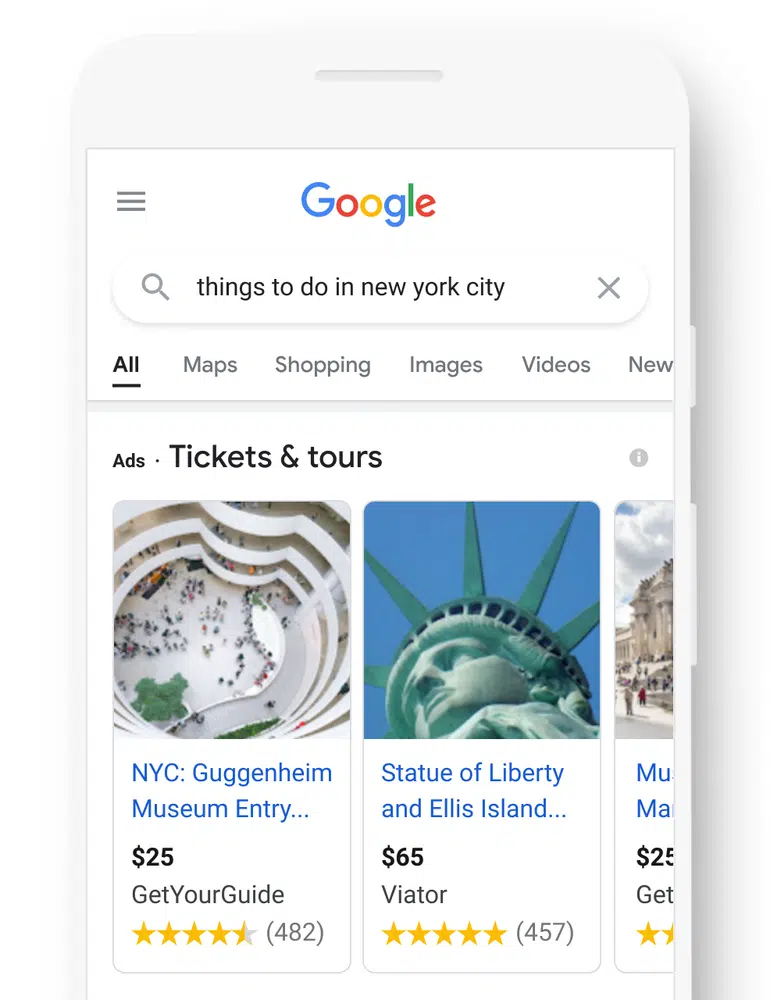 Google
things to do in new york city
All Maps Shopping Images Videos New
Ads · Tickets & tours
NYC: Guggenheim
Museum Entry...
$25
GetYourGuide
(482)
Statue of Liberty
and Ellis Island...
$65
Viator
(457)
Mu
Ma
$25
Get